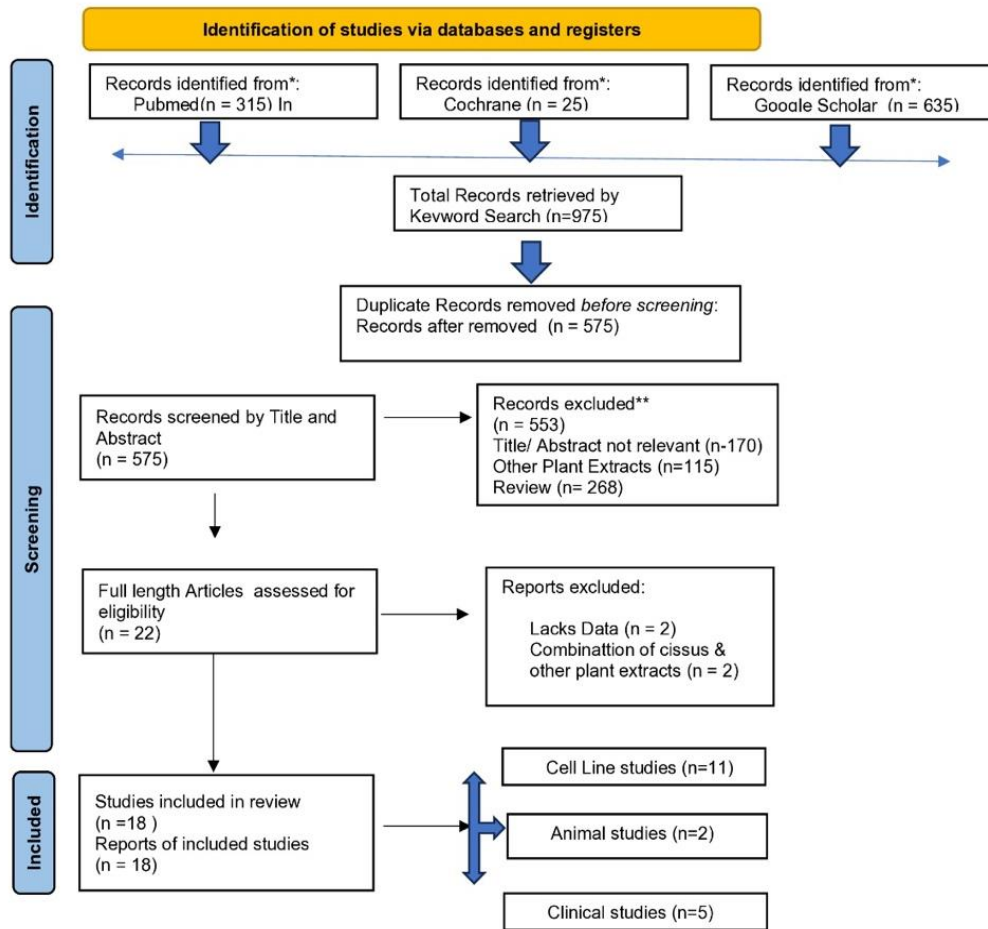 Identification of studies via databases and registers
Identification
Records identified from*:
Pubmed(n = 315) In
Records identified from*:
Cochrane (n = 25)
Records identified from*:
Google Scholar (n = 635)
Total Records retrieved by
Keyword Search (n=975)
Duplicate Records removed before screening:
Records after removed (n = 575)
Screening
Records screened by Title and
Abstract
(n = 575)
Records excluded**
(n = 553)
Title/ Abstract not relevant (n-170)
Other Plant Extracts (n=115)
Review (n= 268)
Full length Articles assessed for
eligibility
(n = 22)
Reports excluded:
Lacks Data (n = 2)
Combinattion of cissus &
other plant extracts (n = 2)
Included
Studies included in review
(n =18 )
Reports of included studies
(n = 18)
Cell Line studies (n=11)
Animal studies (n=2)
Clinical studies (n=5)